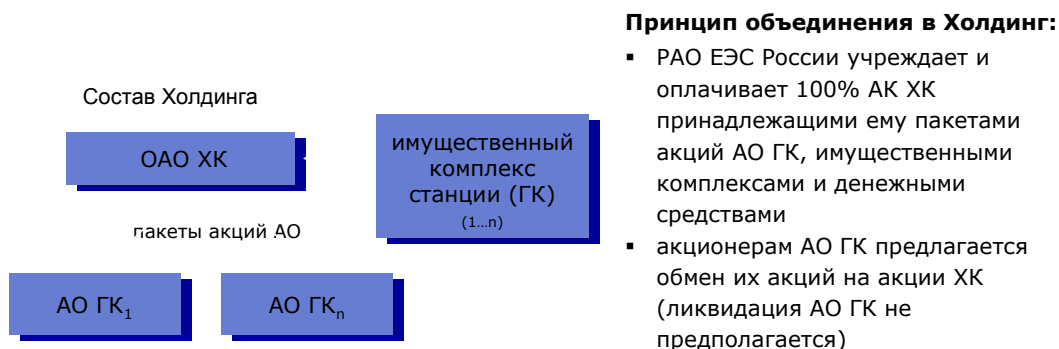 Состав Холдинга
ОАО ХК
имущественный
комплекс
станции (ГК)
(1...n)
пакеты акций АО
АО ГК1
АО ГКn
Принцип объединения в Холдинг:
▪ РАО ЕЭС России учреждает и
оплачивает 100% АК ХК
принадлежащими ему пакетами
акций АО ГК, имущественными
комплексами и денежными
средствами
▪ акционерам АО ГК предлагается
обмен их акций на акции ХК
(ликвидация АО ГК не
предполагается)